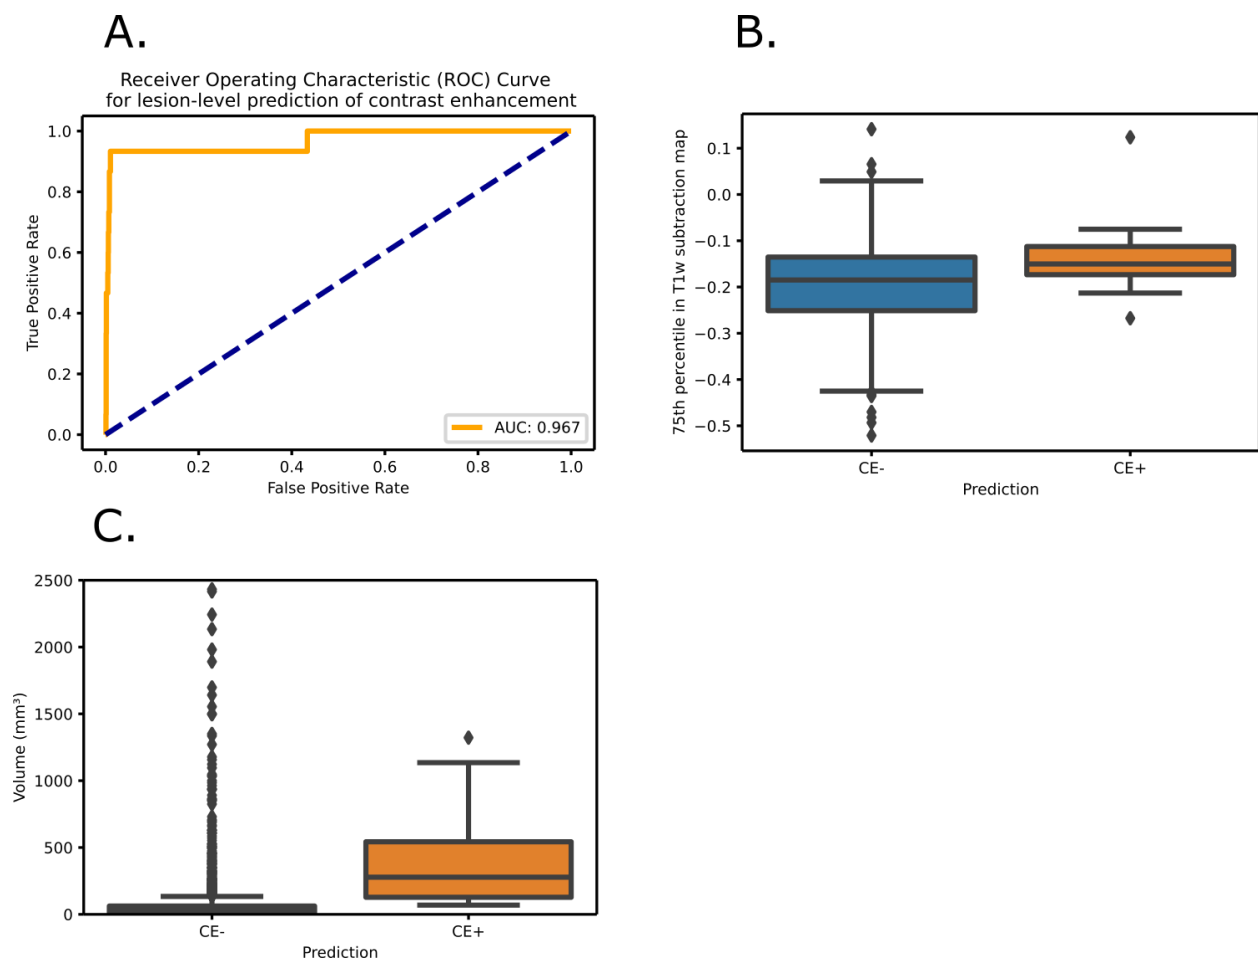 A.
Receiver Operating Characteristic (ROC) Curve
for lesion-level prediction of contrast enhancement
True Positive Rate
1.0
0.8
0.6
0.4
0.2
0.0
AUC: 0.967
0.0 0.2 0.4 0.6 0.8 1.0
False Positive Rate
B.
75th percentile in T1w subtraction map
0.1
0.0
−0.1
−0.2
−0.3
−0.4
−0.5
CE- CE+
Prediction
C.
Volume (mm³)
2500
2000
1500
1000
500
0
CE- CE+
Prediction